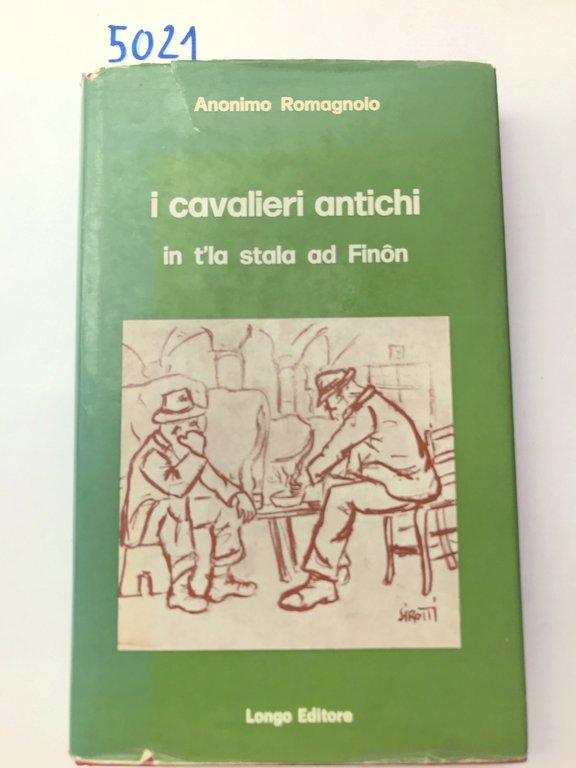 5021
Anonimo Romagnolo
i cavalieri antichi
in t'la stala ad Finôn
SIROTTI
Longo Editore